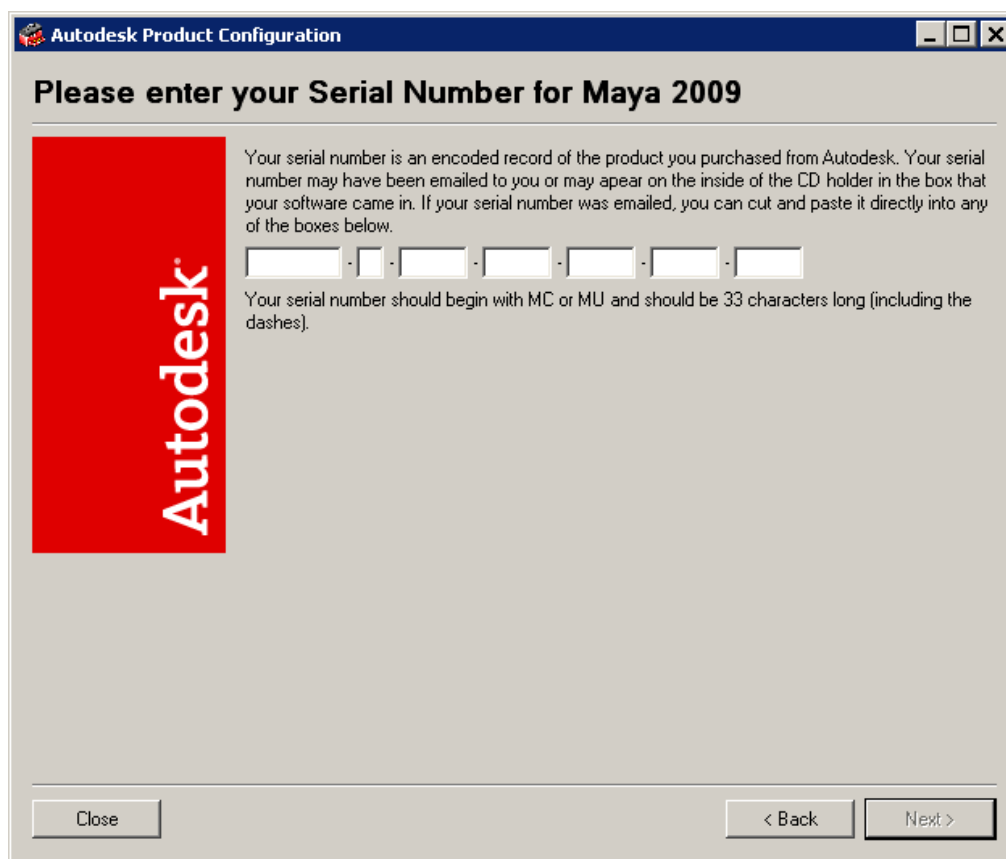 Autodesk Product Configuration
Please enter your Serial Number for Maya 2009
Your serial number is an encoded record of the product you purchased from Autodesk. Your serial
number may have been emailed to you or may apear on the inside of the CD holder in the box that
your software came in. If your serial number was emailed, you can cut and paste it directly into any
of the boxes below.
- - - - - -
Your serial number should begin with MC or MU and should be 33 characters long (including the
dashes).
Autodesk
Close
< Back
Next >